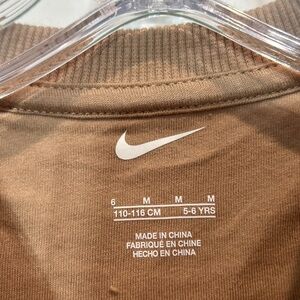 6 M M M
110-116 CM 5-6 YRS
MADE IN CHINA
FABRIQUÉ EN CHINE
HECHO EN CHINA